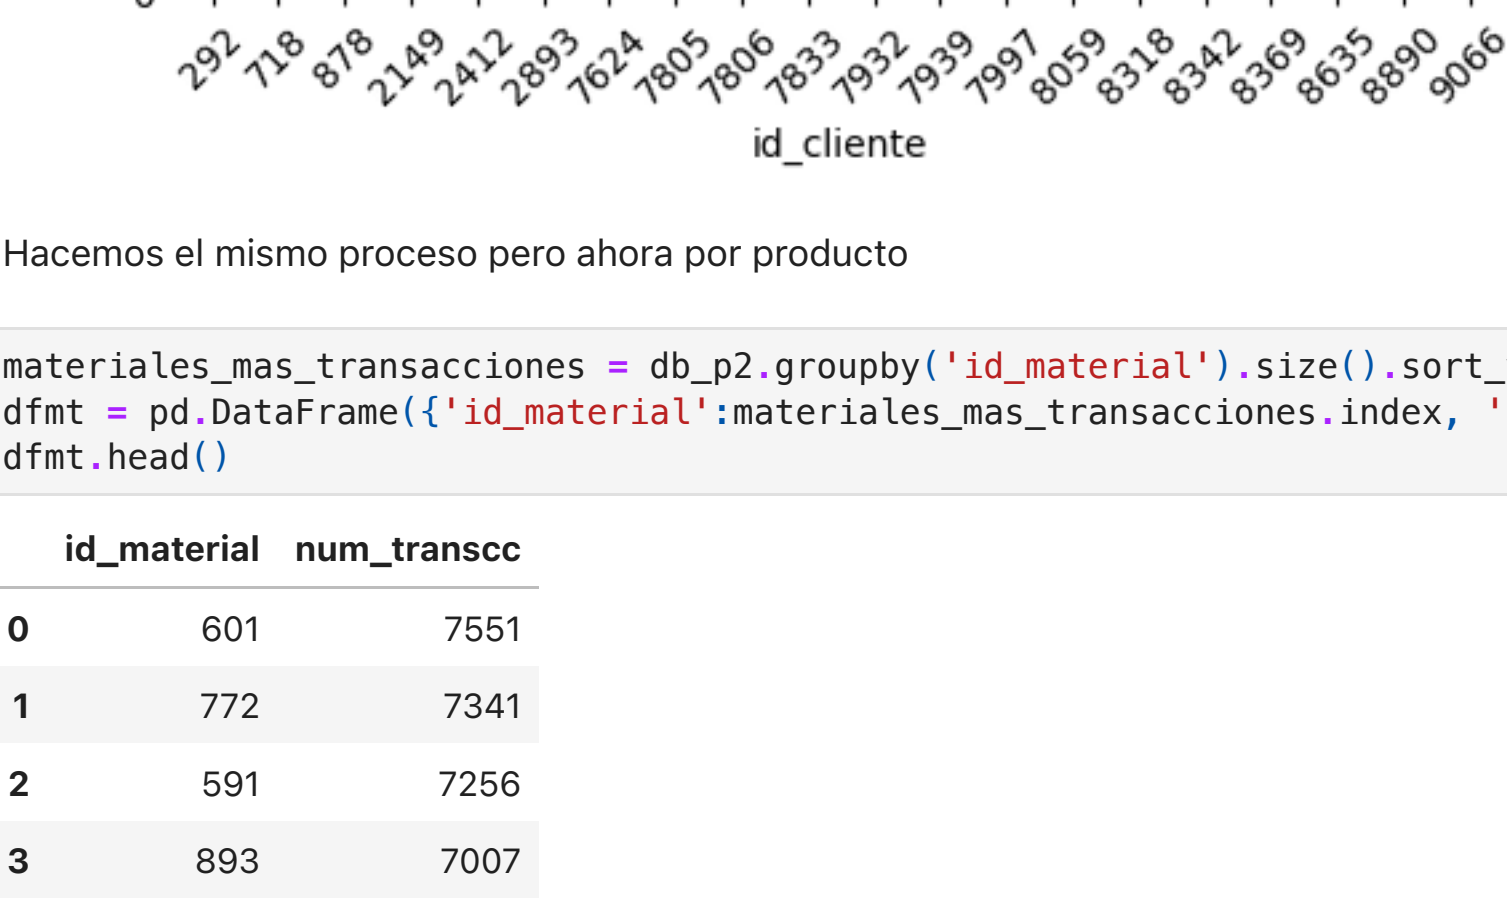 0
292 718 878 2149 2412 2893 7624 7805 7806 7833 7932 7939 7997 8059 8318 8342 8369 8635 8890 9066
id_cliente
Hacemos el mismo proceso pero ahora por producto
materiales_mas_transacciones = db_p2.groupby('id_material').size().sort_
dfmt = pd.DataFrame({'id_material':materiales_mas_transacciones.index, '
dfmt.head()
id_material num_transcc
0 601 7551
1 772 7341
2 591 7256
3 893 7007